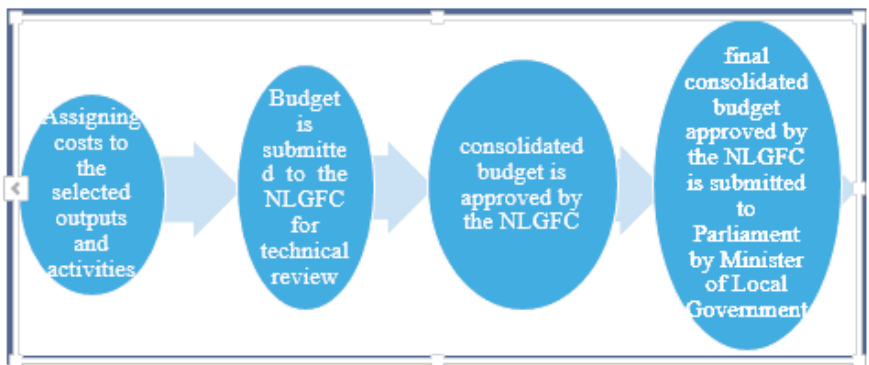 Assigning
costs to
the
selected
outputs
and
activities
Budget
is
submitte
d to the
NLGFC
for
technical
review
consolidated
budget is
approved by
the NLGFC
final
consolidated
budget
approved by
the NLGFC
is submitted
to
Parliament
by Minister
of Local
Government